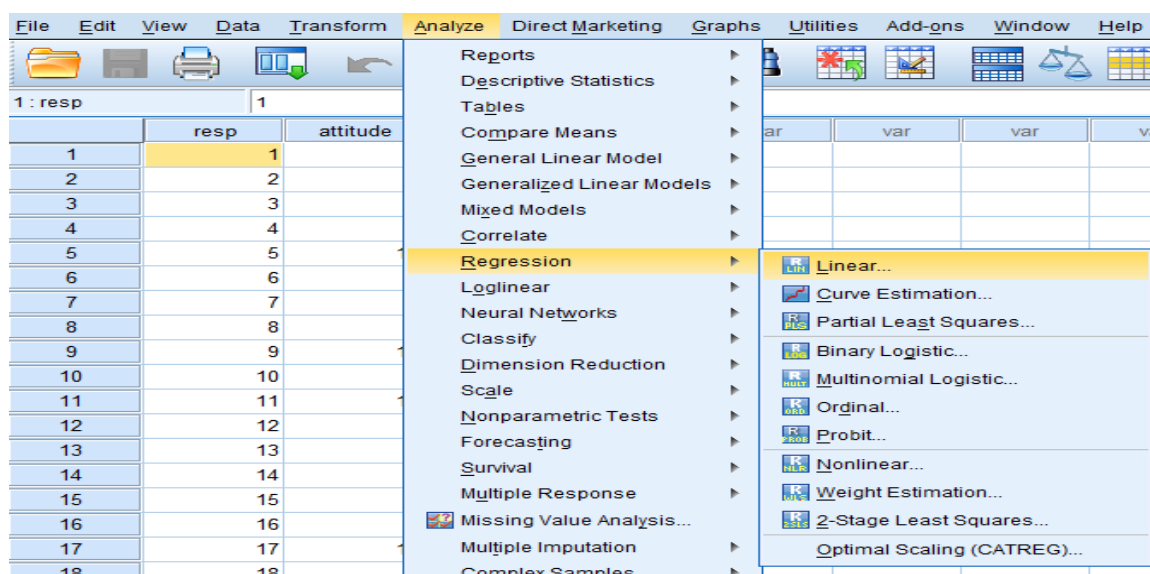 File Edit View Data Transform Analyze Direct Marketing Graphs Utilities Add-ons Window Help
1 : resp 1
resp attitude var var
Reports
Descriptive Statistics
Tables
Compare Means
General Linear Model
Generalized Linear Models
Mixed Models
Correlate
Regression
Loglinear
Neural Networks
Classify
Dimension Reduction
Scale
Nonparametric Tests
Forecasting
Survival
Multiple Response
Missing Value Analysis...
Multiple Imputation
Complex Samples
Linear...
Curve Estimation...
Partial Least Squares...
Binary Logistic...
Multinomial Logistic...
Ordinal...
Probit...
Nonlinear...
Weight Estimation...
2-Stage Least Squares...
Optimal Scaling (CATREG)...
1 1
2 2
3 3
4 4
5 5
6 6
7 7
8 8
9 9
10 10
11 11
12 12
13 13
14 14
15 15
16 16
17 17
18 18